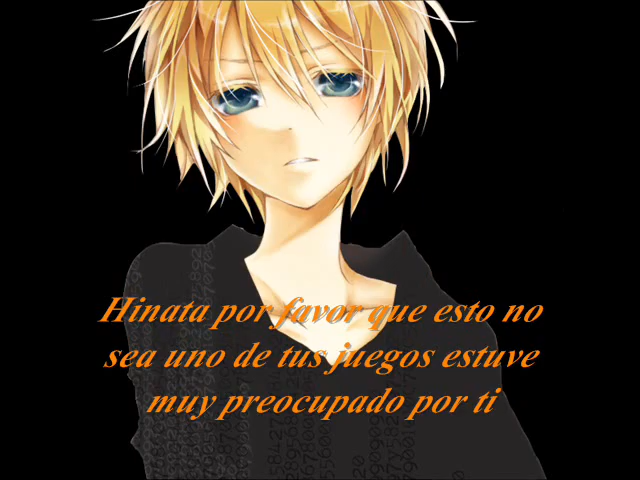 Hinata por favor que esto no
sea uno de tus juegos estuve
muy preocupado por ti